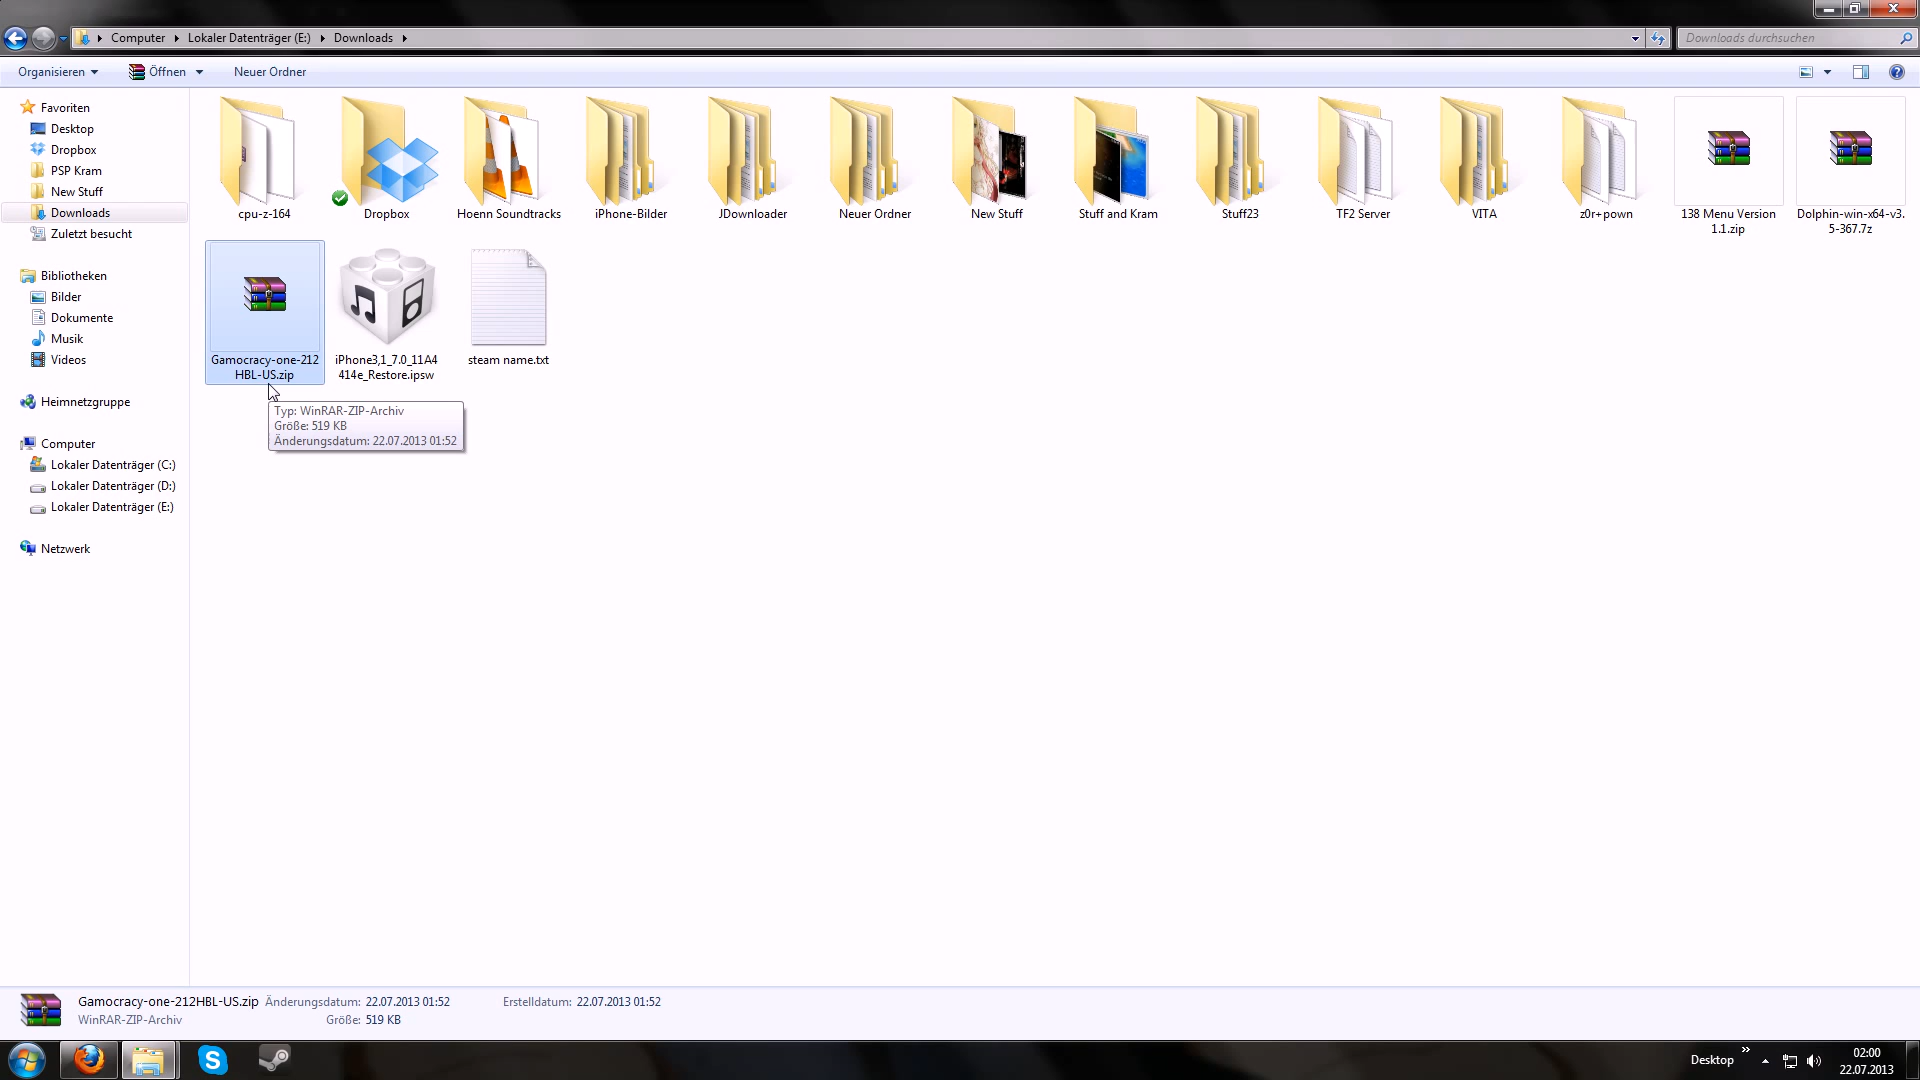 Computer
Lokaler Datenträger (E:)
Downloads
Downloads durchsuchen
Organisieren
Öffnen
Neuer Ordner
Favoriten
Desktop
Dropbox
PSP Kram
New Stuff
Downloads
Zuletzt besucht
Bibliotheken
Bilder
Dokumente
Musik
Videos
Heimnetzgruppe
Computer
Lokaler Datenträger (C:)
Lokaler Datenträger (D:)
Lokaler Datenträger (E:)
Netzwerk
cpu-z-164
Dropbox
Hoenn Soundtracks
iPhone-Bilder
JDownloader
Neuer Ordner
New Stuff
Stuff and Kram
Stuff23
TF2 Server
VITA
z0r+pown
138 Menu Version
1.1.zip
Dolphin-win-x64-v3.
5-367.7z
Gamocracy-one-212
HBL-US.zip
iPhone3,1_7.0_11A4
414e_Restore.ipsw
steam name.txt
Typ: WinRAR-ZIP-Archiv
Größe: 519 KB
Änderungsdatum: 22.07.2013 01:52
Gamocracy-one-212HBL-US.zip Änderungsdatum: 22.07.2013 01:52 Erstelldatum: 22.07.2013 01:52
WinRAR-ZIP-Archiv Größe: 519 KB
Desktop
02:00
22.07.2013